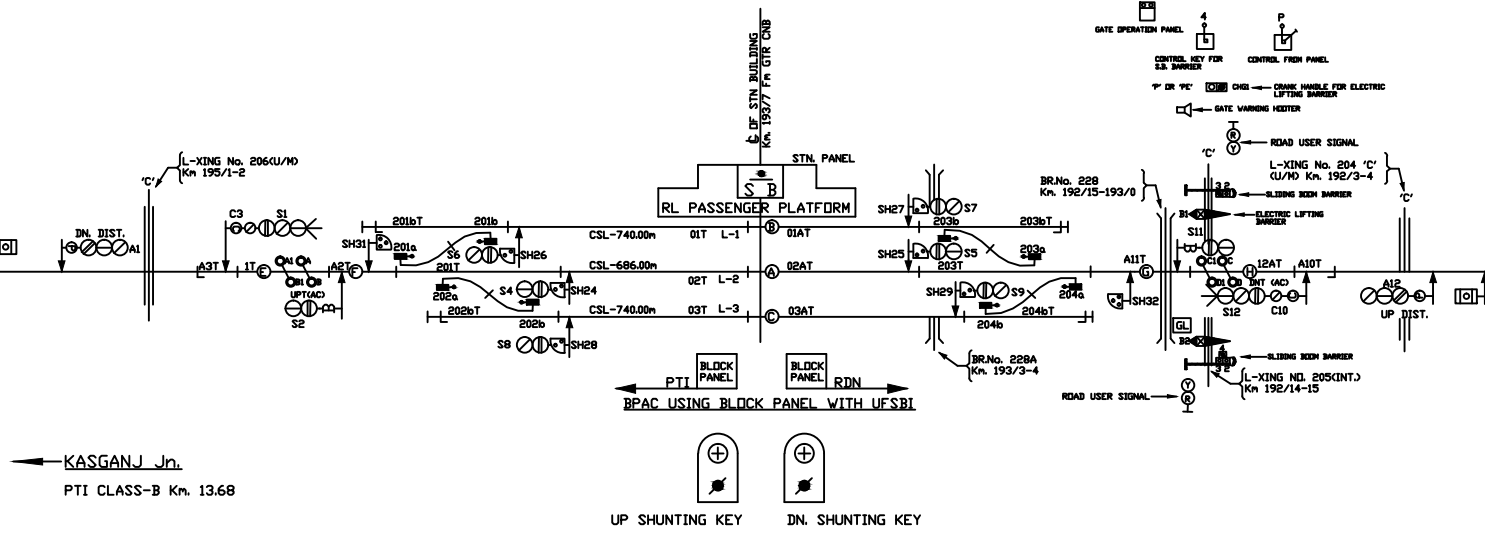 GATE OPERATION PANEL
4
CONTROL KEY FOR
S.B. BARRIER
P
CONTROL FROM PANEL
'P' OR 'PE'
CHG1
CRANK HANDLE FOR ELECTRIC
LIFTING BARRIER
GATE WARNING HOOTER
R
Y
ROAD USER SIGNAL
℄ OF STN BUILDING
Km. 193/7 Fm GTR CNB
STN. PANEL
S B
RL PASSENGER PLATFORM
L-XING No. 206(U/M)
Km 195/1-2
'C'
DN. DIST.
A1
C3
S1
A3T
1T
E
A1
A
B1
B
A2T
F
UPT(AC)
S2
SH31
201bT
201b
201a
201T
S6
SH26
202a
202bT
202b
S4
SH24
S8
SH28
CSL-740.00m
01T
L-1
B
01AT
CSL-686.00m
02T
L-2
A
02AT
CSL-740.00m
03T
L-3
C
03AT
SH27
S7
203b
203bT
SH25
S5
203T
203a
SH29
S9
204a
204b
204bT
BR.No. 228A
Km. 193/3-4
BR.No. 228
Km. 192/15-193/0
A11T
G
SH32
'C'
3 2
SLIDING BOOM BARRIER
B1
ELECTRIC LIFTING
BARRIER
S11
C1
C
D1
D
H
12AT
A10T
DNT (AC)
S12
C10
GL
B2
4
3 2
SLIDING BOOM BARRIER
L-XING NO. 205(INT.)
Km 192/14-15
ROAD USER SIGNAL
Y
R
L-XING No. 204 'C'
(U/M) Km. 192/3-4
'C'
A12
UP DIST.
PTI
BLOCK
PANEL
BLOCK
PANEL
RDN
BPAC USING BLOCK PANEL WITH UFSBI
KASGANJ Jn.
PTI CLASS-B Km. 13.68
UP SHUNTING KEY
DN. SHUNTING KEY